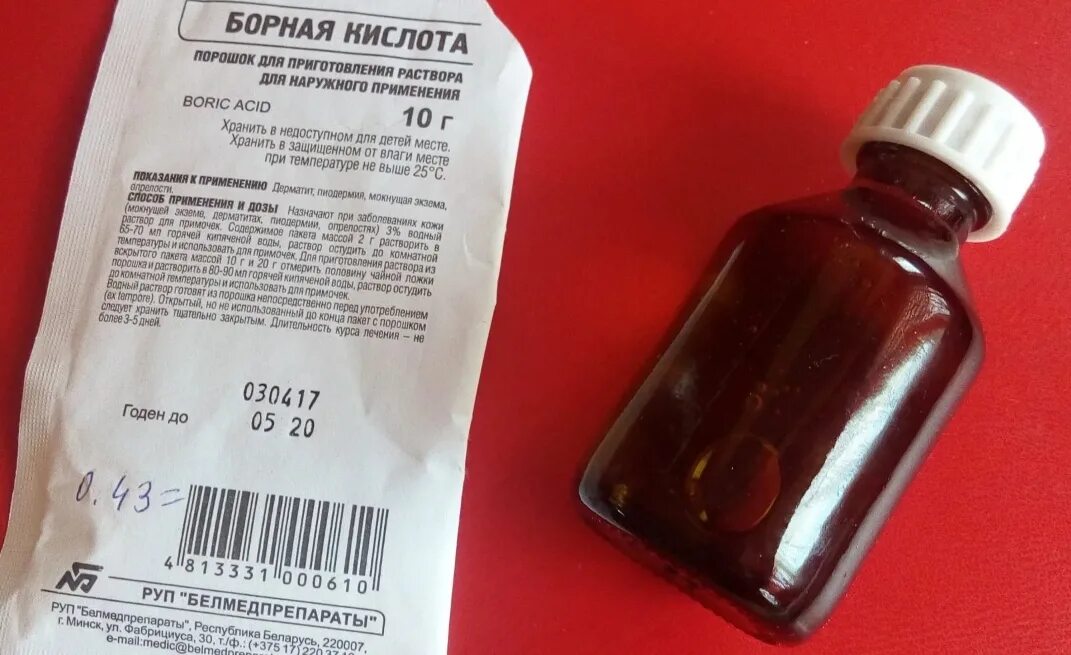 БОРНАЯ КИСЛОТА
ПОРОШОК ДЛЯ ПРИГОТОВЛЕНИЯ РАСТВОРА
ДЛЯ НАРУЖНОГО ПРИМЕНЕНИЯ
BORIC ACID 10 г
Хранить в недоступном для детей месте.
Хранить в защищенном от влаги месте
при температуре не выше 25°С.
ПОКАЗАНИЯ К ПРИМЕНЕНИЮ Дерматит, пиодермия, мокнущая экзема,
опрелости.
СПОСОБ ПРИМЕНЕНИЯ И ДОЗЫ Назначают при заболеваниях кожи
(мокнущей экземе, дерматитах, пиодермии, опрелостях) 3% водный
раствор для примочек. Содержимое пакета массой 2 г растворить в
65-70 мл горячей кипяченой воды, раствор остудить до комнатной
температуры и использовать для примочек. Для приготовления раствора из
вскрытого пакета массой 10 г и 20 г отмерить половину чайной ложки
порошка и растворить в 80-90 мл горячей кипяченой воды, раствор остудить
до комнатной температуры и использовать для примочек.
Водный раствор готовят из порошка непосредственно перед употреблением
(ex tempore). Открытый, но не использованный до конца пакет с порошком
следует хранить тщательно закрытым. Длительность курса лечения – не
более 3-5 дней.
030417
Годен до 05 20
0.43=
4 813331 000610
РУП "БЕЛМЕДПРЕПАРАТЫ"
РУП "Белмедпрепараты", Республика Беларусь, 220007,
г. Минск, ул. Фабрициуса, 30, т./ф.: (+375 17) 220 37
e-mail:medic@belmedprep